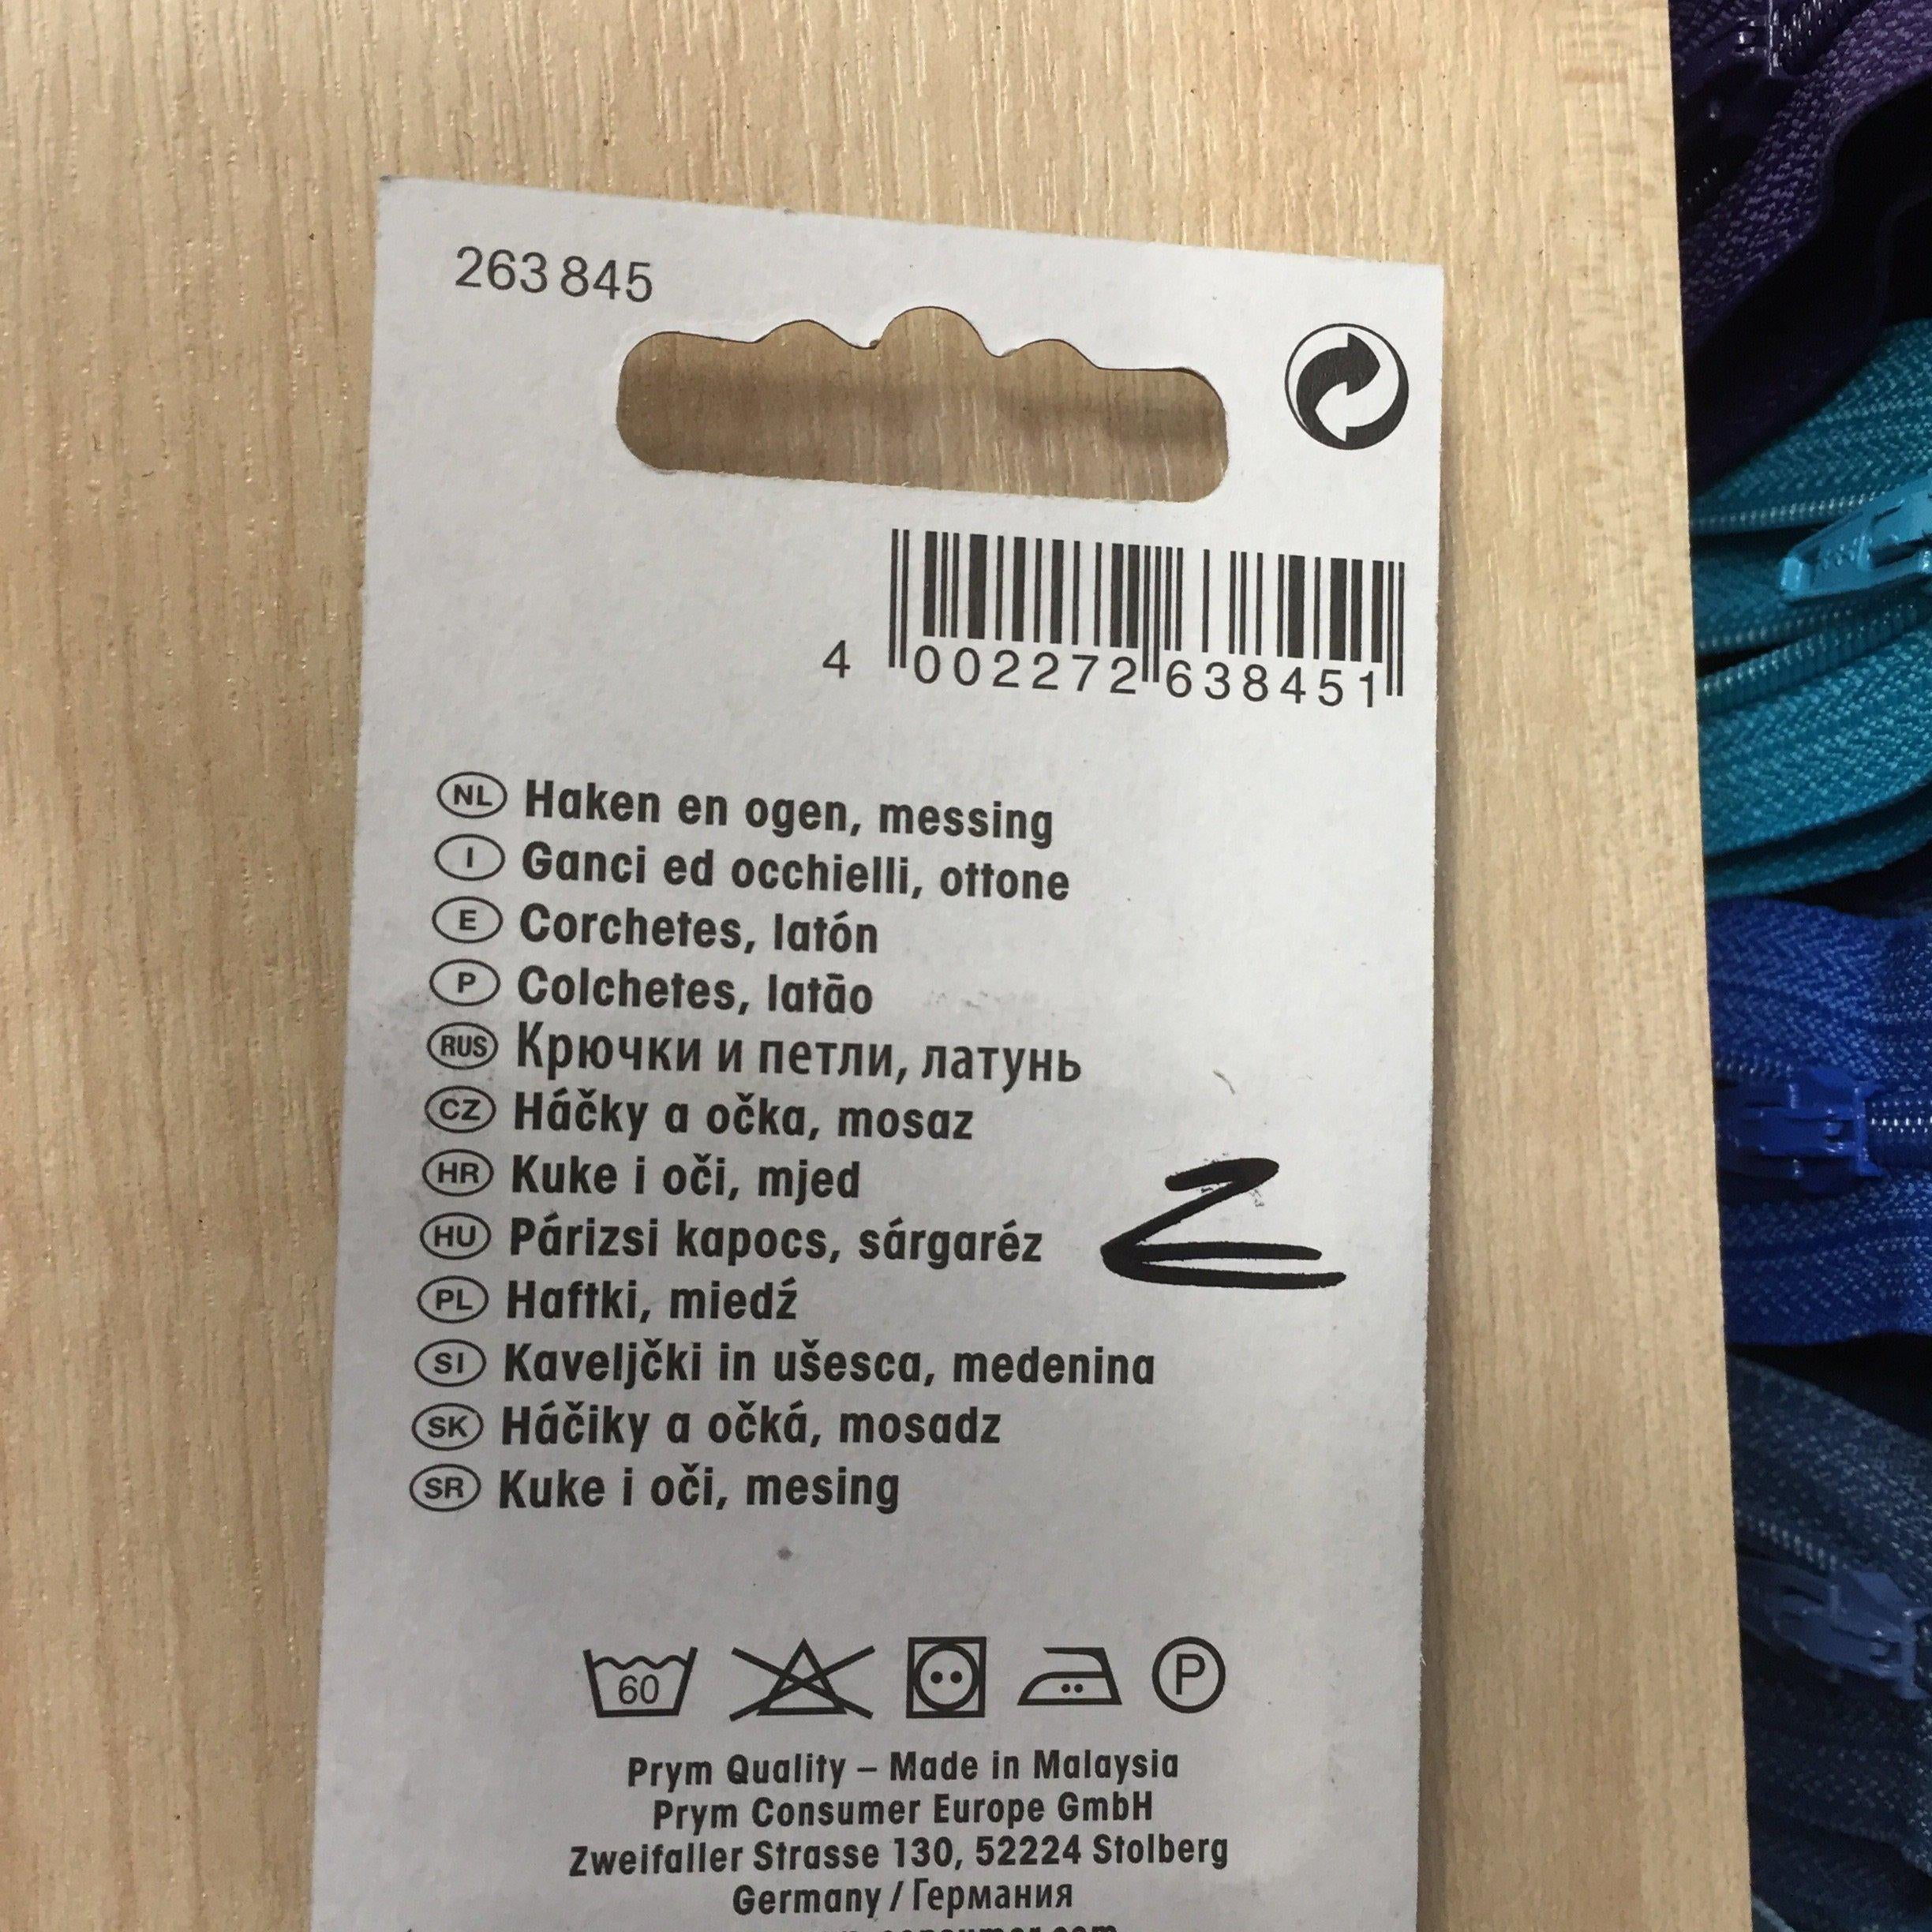 263 845
4 002272 638451
NL Haken en ogen, messing
I Ganci ed occhielli, ottone
E Corchetes, latón
P Colchetes, latão
RUS Крючки и петли, латунь
CZ Háčky a očka, mosaz
HR Kuke i oči, mjed
HU Párizsi kapocs, sárgaréz
PL Haftki, miedź
SI Kaveljčki in ušesca, medenina
SK Háčiky a očká, mosadz
SR Kuke i oči, mesing
60 P
Prym Quality – Made in Malaysia
Prym Consumer Europe GmbH
Zweifaller Strasse 130, 52224 Stolberg
Germany / Германия